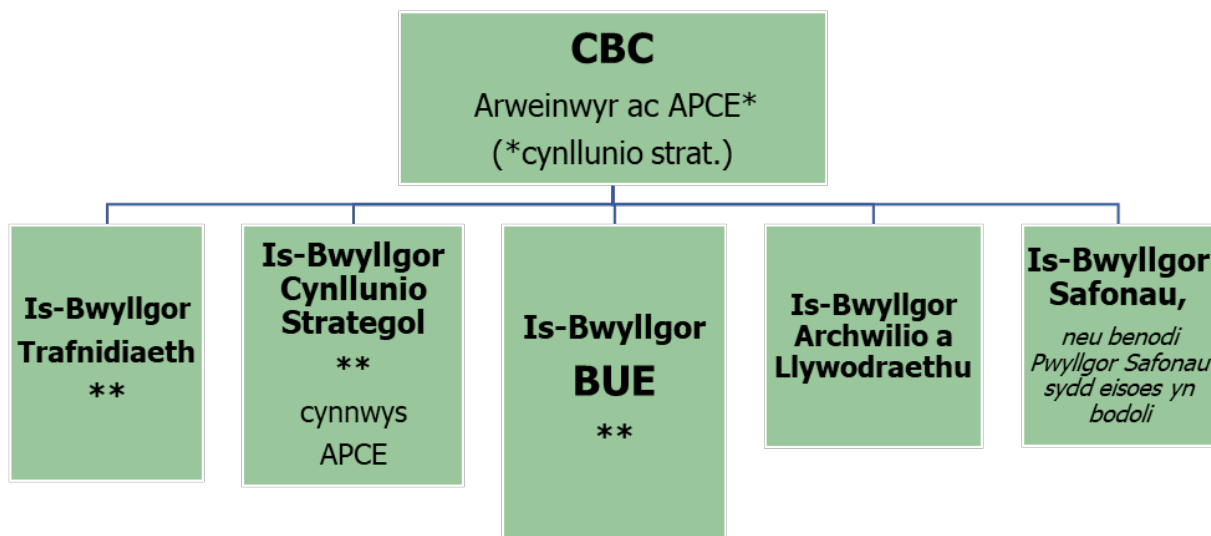 CBC
Arweinwyr ac APCE*
(*cynllunio strat.)
Is-Bwyllgor
Trafnidiaeth
**
Is-Bwyllgor
Cynllunio
Strategol
**
cynnwys
APCE
Is-Bwyllgor
BUE
**
Is-Bwyllgor
Archwilio a
Llywodraethu
Is-Bwyllgor
Safonau,
neu benodi
Pwyllgor Safonau
sydd eisoes yn
bodoli